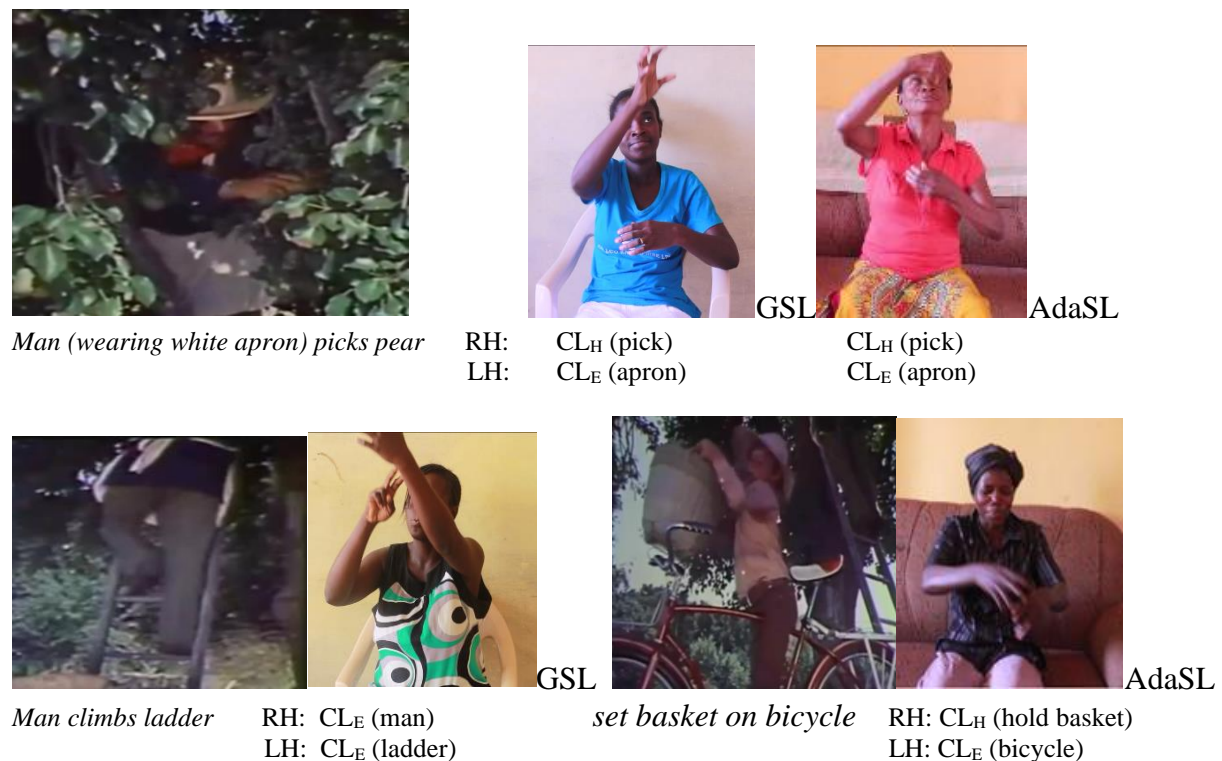 GSL AdaSL
Man (wearing white apron) picks pear RH: CLH (pick) CLH (pick)
LH: CLE (apron) CLE (apron)
GSL AdaSL
Man climbs ladder RH: CLE (man) set basket on bicycle RH: CLH (hold basket)
LH: CLE (ladder) LH: CLE (bicycle)